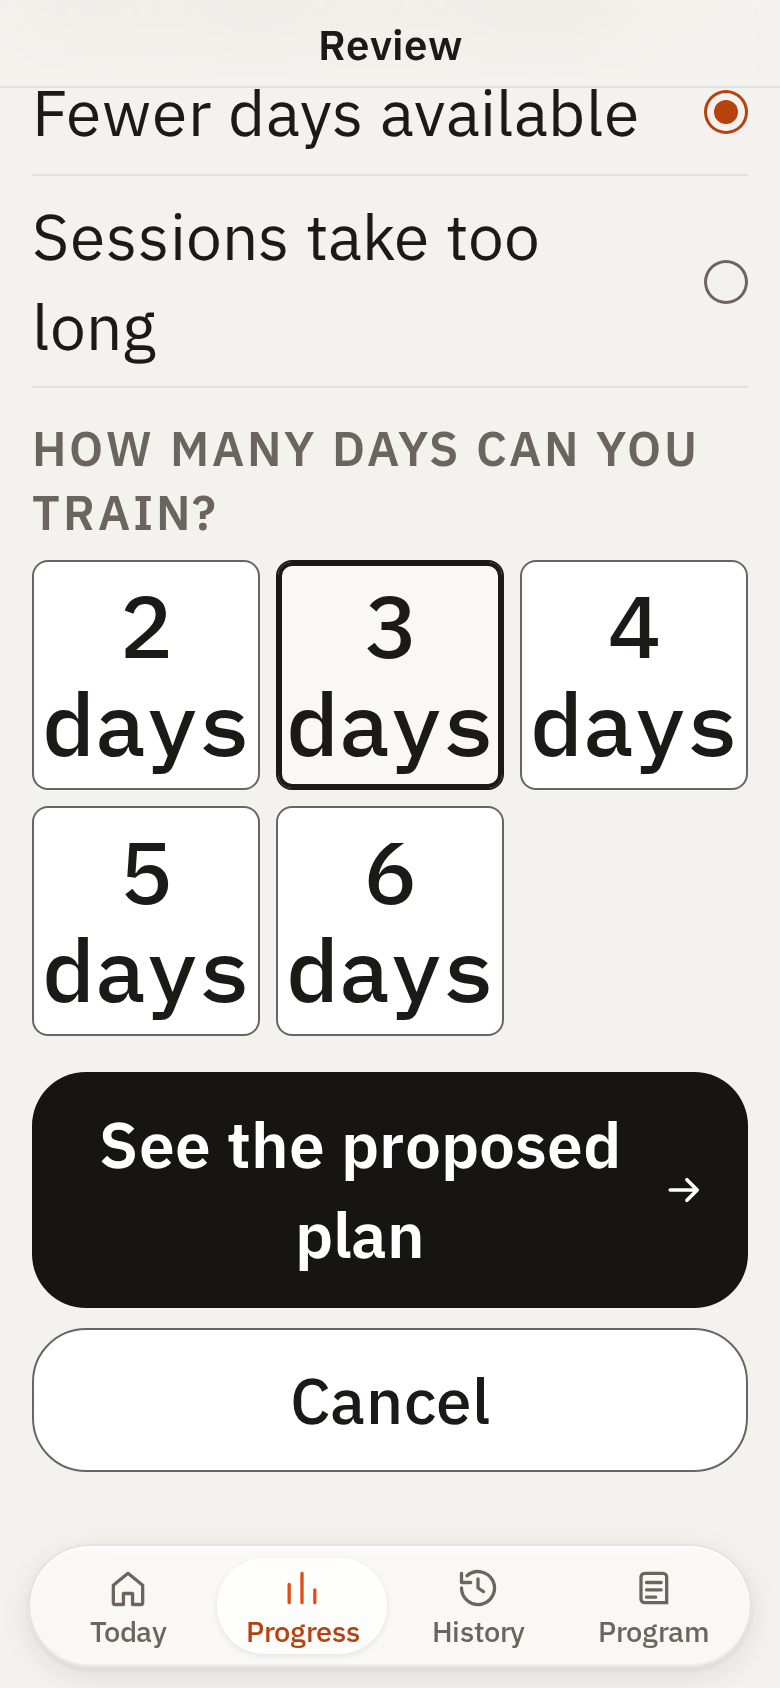 Review
Fewer days available
Sessions take too
long
HOW MANY DAYS CAN YOU
TRAIN?
2
days
3
days
4
days
5
days
6
days
See the proposed
plan
Cancel
Today
Progress
History
Program